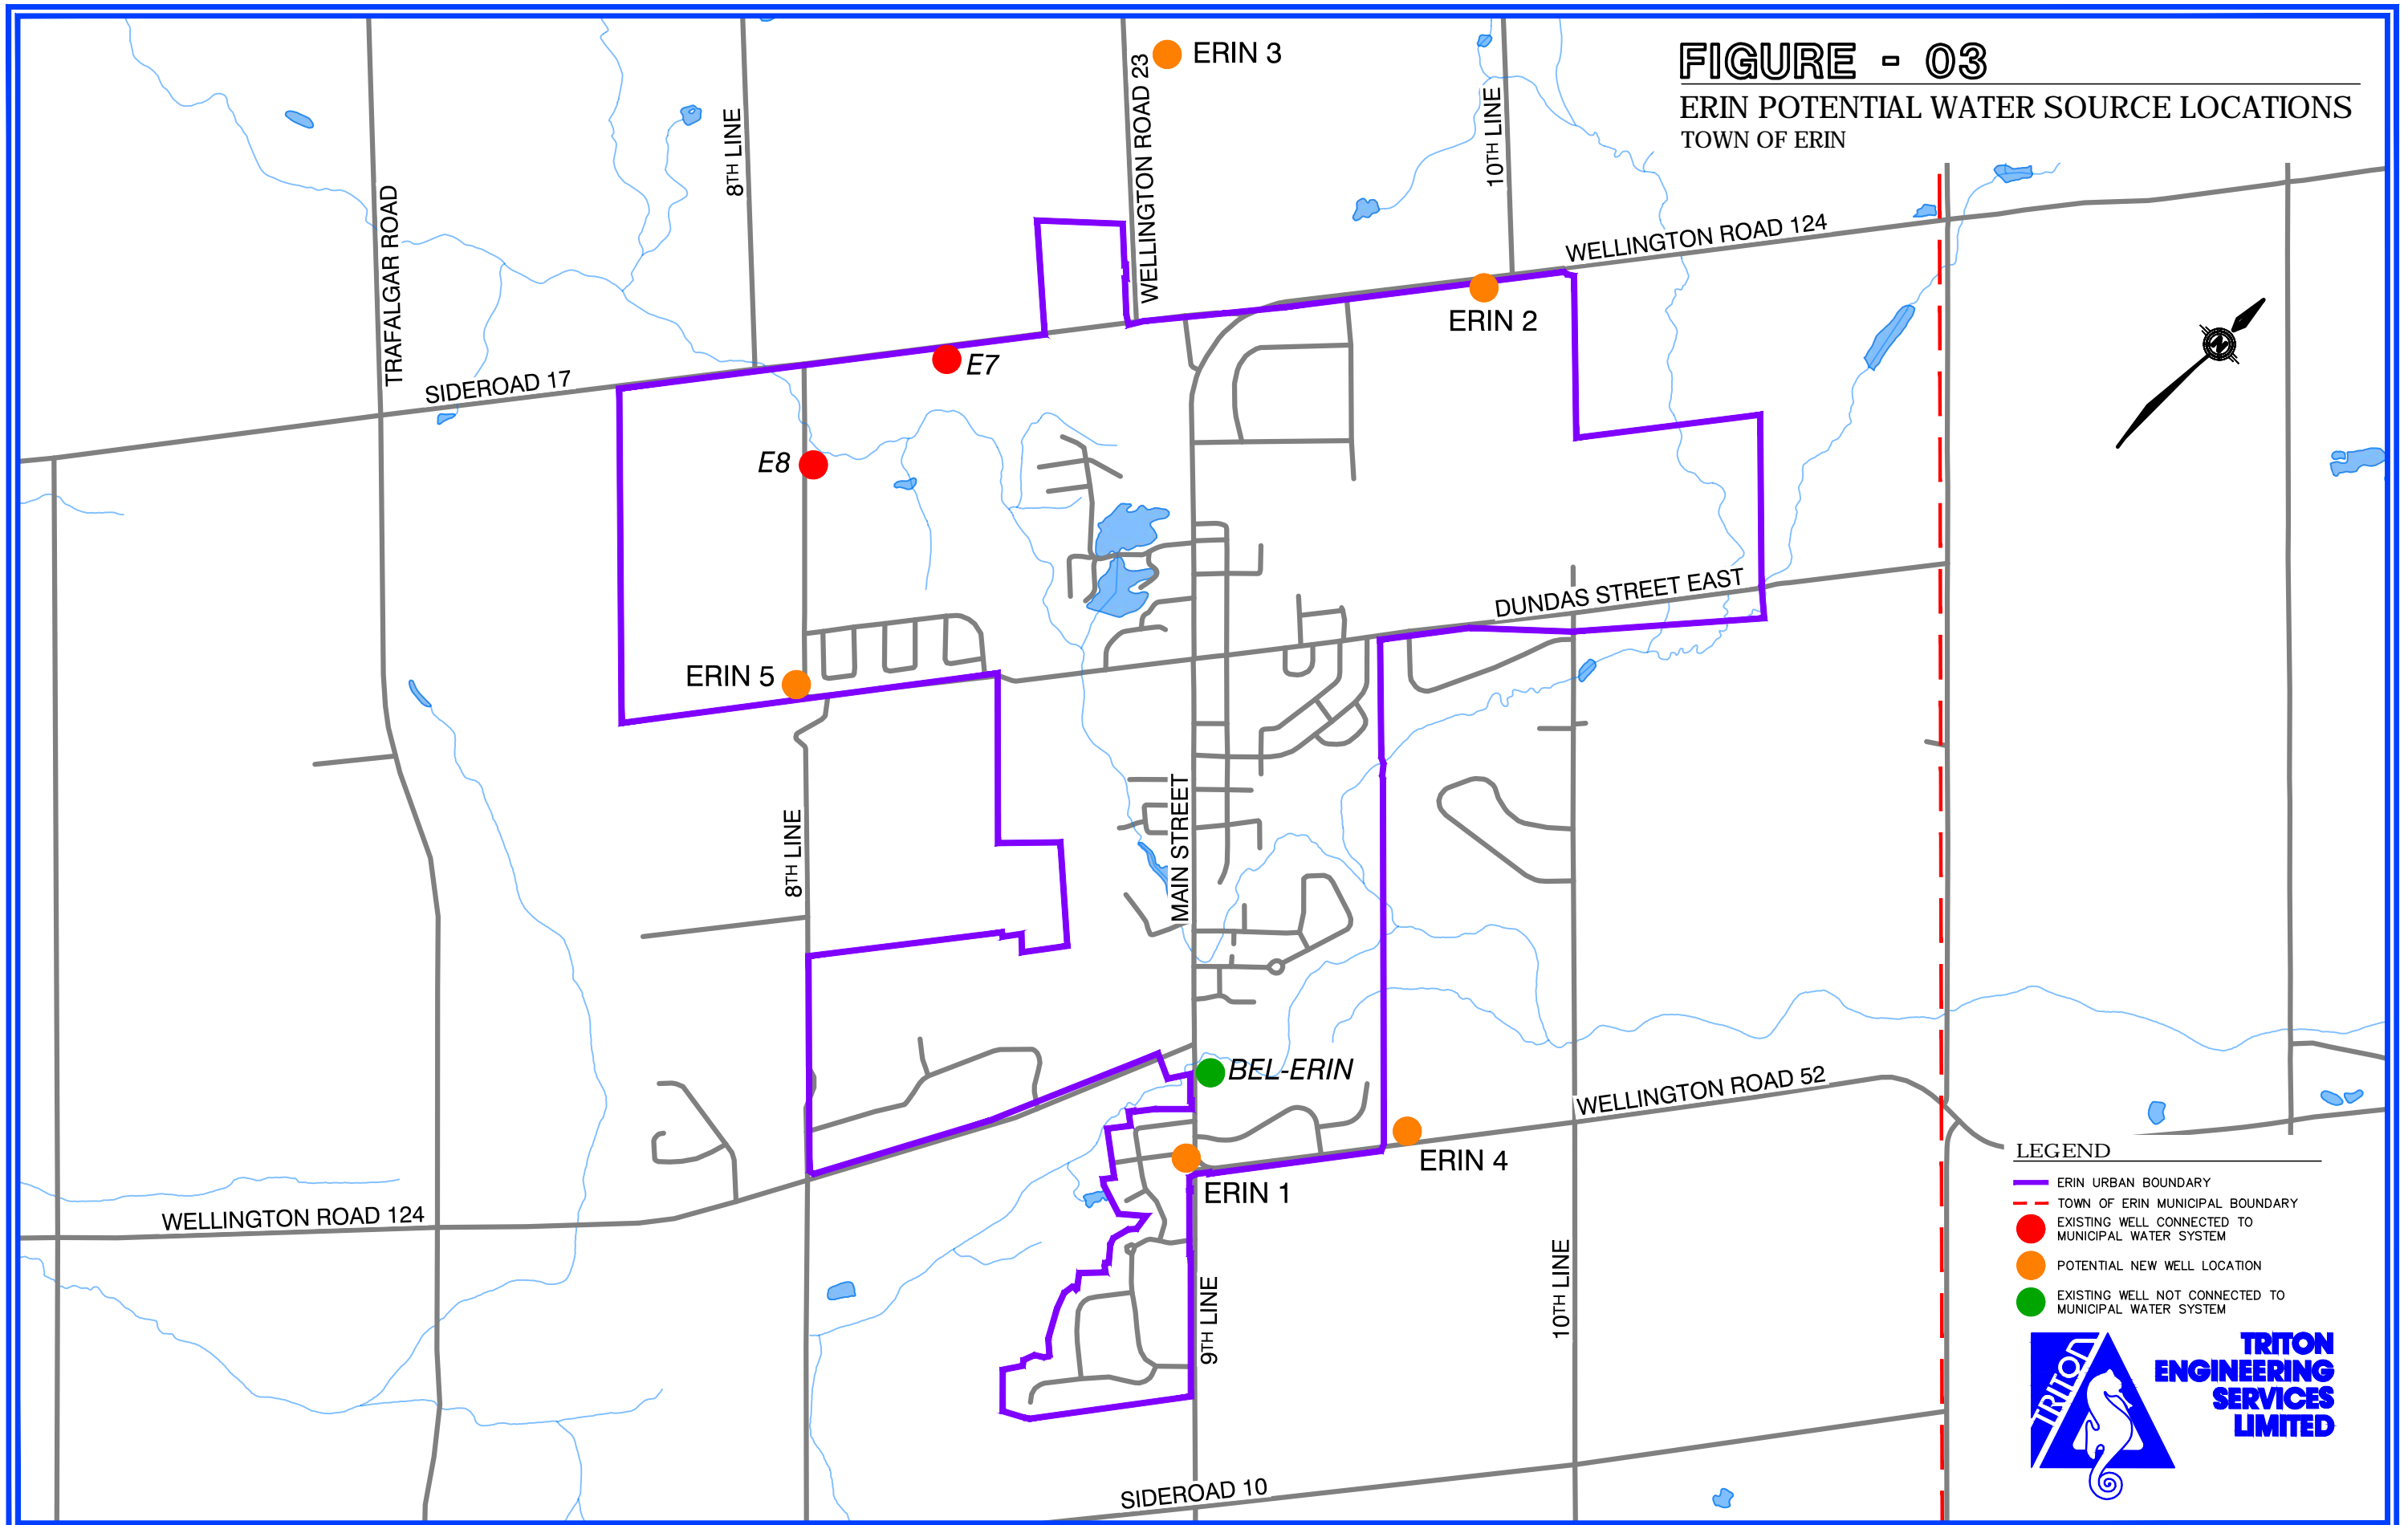 FIGURE - 03
ERIN POTENTIAL WATER SOURCE LOCATIONS
TOWN OF ERIN
ERIN 3
WELLINGTON ROAD 23
10TH LINE
8TH LINE
TRAFALGAR ROAD
WELLINGTON ROAD 124
ERIN 2
N
E7
SIDEROAD 17
E8
DUNDAS STREET EAST
ERIN 5
MAIN STREET
8TH LINE
BEL-ERIN
WELLINGTON ROAD 52
ERIN 4
ERIN 1
WELLINGTON ROAD 124
9TH LINE
10TH LINE
SIDEROAD 10
LEGEND
ERIN URBAN BOUNDARY
TOWN OF ERIN MUNICIPAL BOUNDARY
EXISTING WELL CONNECTED TO
MUNICIPAL WATER SYSTEM
POTENTIAL NEW WELL LOCATION
EXISTING WELL NOT CONNECTED TO
MUNICIPAL WATER SYSTEM
TRITON
TRITON
ENGINEERING
SERVICES
LIMITED